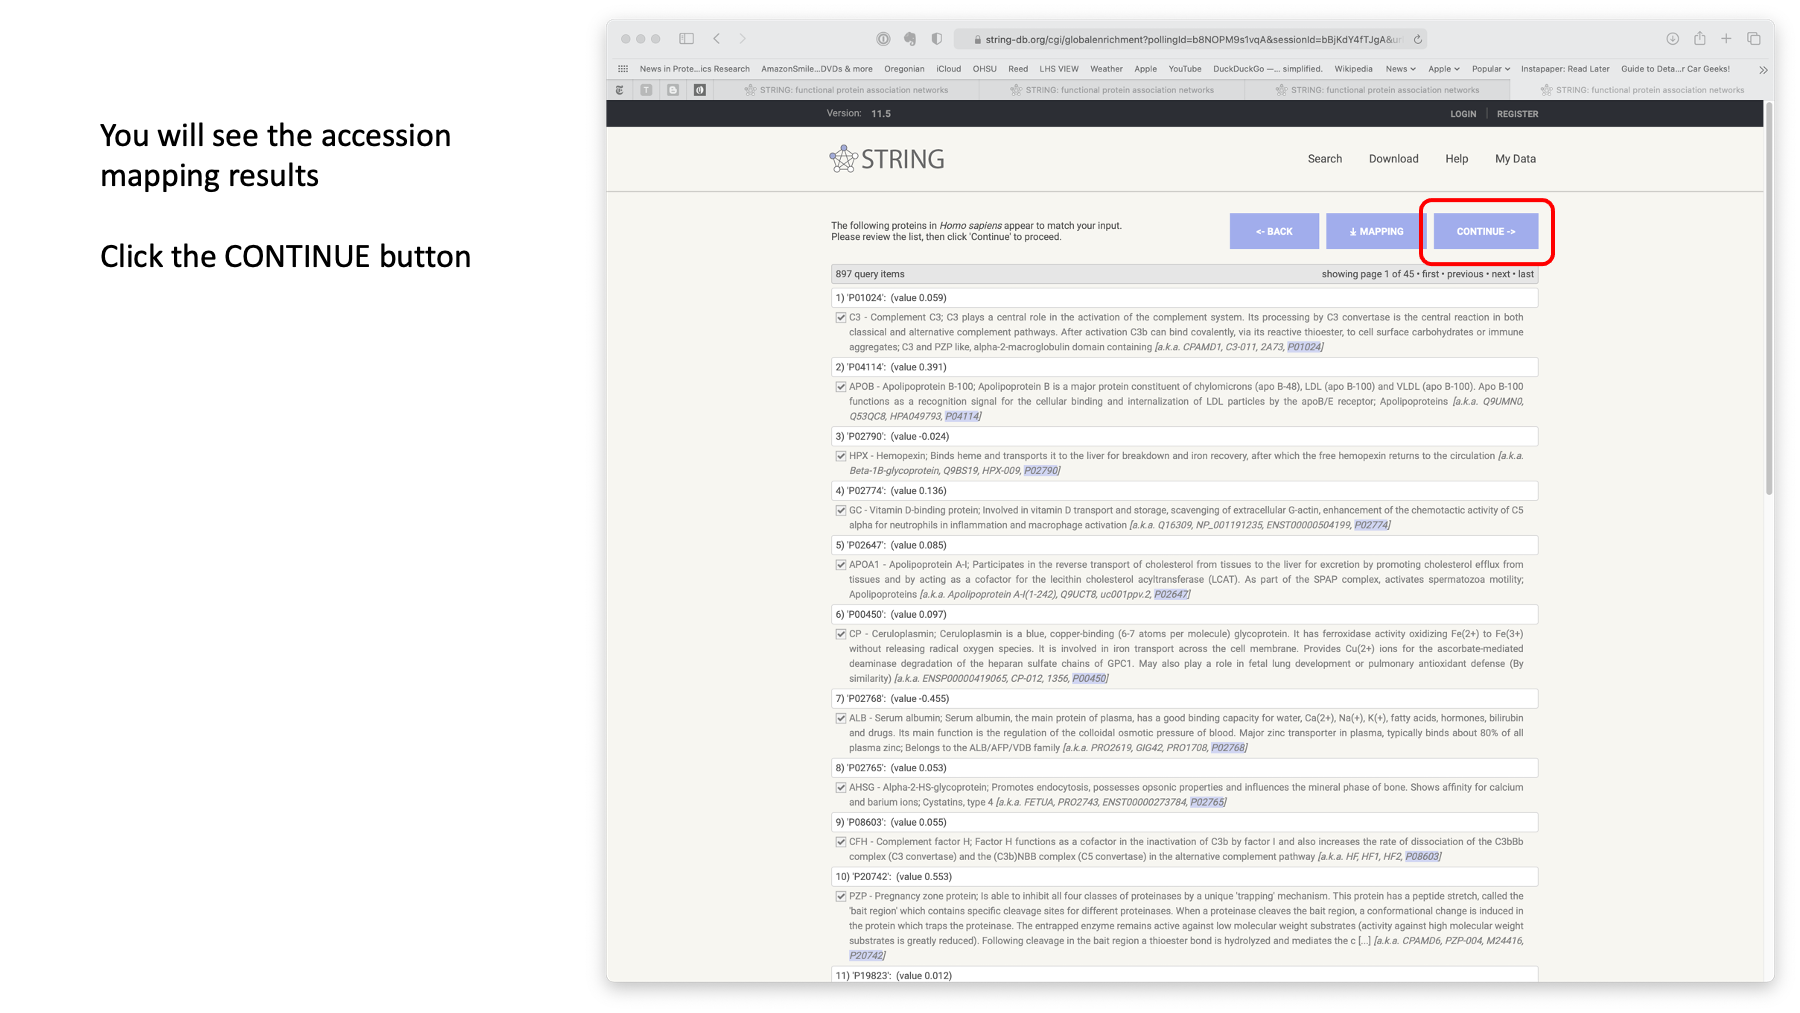 You will see the accession
mapping results
Click the CONTINUE button
string-db.org/cgi/globalenrichment?pollingId=b8NOPM9s1vqA&sessionId=bBjKdY4fTJgA&ur
News in Prote...ics Research AmazonSmile...DVDs & more Oregonian iCloud OHSU Reed LHS VIEW Weather Apple YouTube DuckDuckGo —... simplified. Wikipedia News Apple Popular Instapaper: Read Later Guide to Deta...r Car Geeks!
T STRING: functional protein association networks STRING: functional protein association networks STRING: functional protein association networks STRING: functional protein association networks
Version: 11.5 LOGIN | REGISTER
STRING Search Download Help My Data
The following proteins in Homo sapiens appear to match your input.
Please review the list, then click 'Continue' to proceed.
<- BACK MAPPING CONTINUE ->
897 query items showing page 1 of 45 • first • previous • next • last
1) 'P01024': (value 0.059)
C3 - Complement C3; C3 plays a central role in the activation of the complement system. Its processing by C3 convertase is the central reaction in both
classical and alternative complement pathways. After activation C3b can bind covalently, via its reactive thioester, to cell surface carbohydrates or immune
aggregates; C3 and PZP like, alpha-2-macroglobulin domain containing [a.k.a. CPAMD1, C3-011, 2A73, P01024]
2) 'P04114': (value 0.391)
APOB - Apolipoprotein B-100; Apolipoprotein B is a major protein constituent of chylomicrons (apo B-48), LDL (apo B-100) and VLDL (apo B-100). Apo B-100
functions as a recognition signal for the cellular binding and internalization of LDL particles by the apoB/E receptor; Apolipoproteins [a.k.a. Q9UMN0,
Q53QC8, HPA049793, P04114]
3) 'P02790': (value -0.024)
HPX - Hemopexin; Binds heme and transports it to the liver for breakdown and iron recovery, after which the free hemopexin returns to the circulation [a.k.a.
Beta-1B-glycoprotein, Q9BS19, HPX-009, P02790]
4) 'P02774': (value 0.136)
GC - Vitamin D-binding protein; Involved in vitamin D transport and storage, scavenging of extracellular G-actin, enhancement of the chemotactic activity of C5
alpha for neutrophils in inflammation and macrophage activation [a.k.a. Q16309, NP_001191235, ENST00000504199, P02774]
5) 'P02647': (value 0.085)
APOA1 - Apolipoprotein A-I; Participates in the reverse transport of cholesterol from tissues to the liver for excretion by promoting cholesterol efflux from
tissues and by acting as a cofactor for the lecithin cholesterol acyltransferase (LCAT). As part of the SPAP complex, activates spermatozoa motility;
Apolipoproteins [a.k.a. Apolipoprotein A-I(1-242), Q9UCT8, uc001ppv.2, P02647]
6) 'P00450': (value 0.097)
CP - Ceruloplasmin; Ceruloplasmin is a blue, copper-binding (6-7 atoms per molecule) glycoprotein. It has ferroxidase activity oxidizing Fe(2+) to Fe(3+)
without releasing radical oxygen species. It is involved in iron transport across the cell membrane. Provides Cu(2+) ions for the ascorbate-mediated
deaminase degradation of the heparan sulfate chains of GPC1. May also play a role in fetal lung development or pulmonary antioxidant defense (By
similarity) [a.k.a. ENSP00000419065, CP-012, 1356, P00450]
7) 'P02768': (value -0.455)
ALB - Serum albumin; Serum albumin, the main protein of plasma, has a good binding capacity for water, Ca(2+), Na(+), K(+), fatty acids, hormones, bilirubin
and drugs. Its main function is the regulation of the colloidal osmotic pressure of blood. Major zinc transporter in plasma, typically binds about 80% of all
plasma zinc; Belongs to the ALB/AFP/VDB family [a.k.a. PRO2619, GIG42, PRO1708, P02768]
8) 'P02765': (value 0.053)
AHSG - Alpha-2-HS-glycoprotein; Promotes endocytosis, possesses opsonic properties and influences the mineral phase of bone. Shows affinity for calcium
and barium ions; Cystatins, type 4 [a.k.a. FETUA, PRO2743, ENST00000273784, P02765]
9) 'P08603': (value 0.055)
CFH - Complement factor H; Factor H functions as a cofactor in the inactivation of C3b by factor I and also increases the rate of dissociation of the C3bBb
complex (C3 convertase) and the (C3b)NBB complex (C5 convertase) in the alternative complement pathway [a.k.a. HF, HF1, HF2, P08603]
10) 'P20742': (value 0.553)
PZP - Pregnancy zone protein; Is able to inhibit all four classes of proteinases by a unique 'trapping' mechanism. This protein has a peptide stretch, called the
'bait region' which contains specific cleavage sites for different proteinases. When a proteinase cleaves the bait region, a conformational change is induced in
the protein which traps the proteinase. The entrapped enzyme remains active against low molecular weight substrates (activity against high molecular weight
substrates is greatly reduced). Following cleavage in the bait region a thioester bond is hydrolyzed and mediates the c [...] [a.k.a. CPAMD6, PZP-004, M24416,
P20742]
11) 'P19823': (value 0.012)